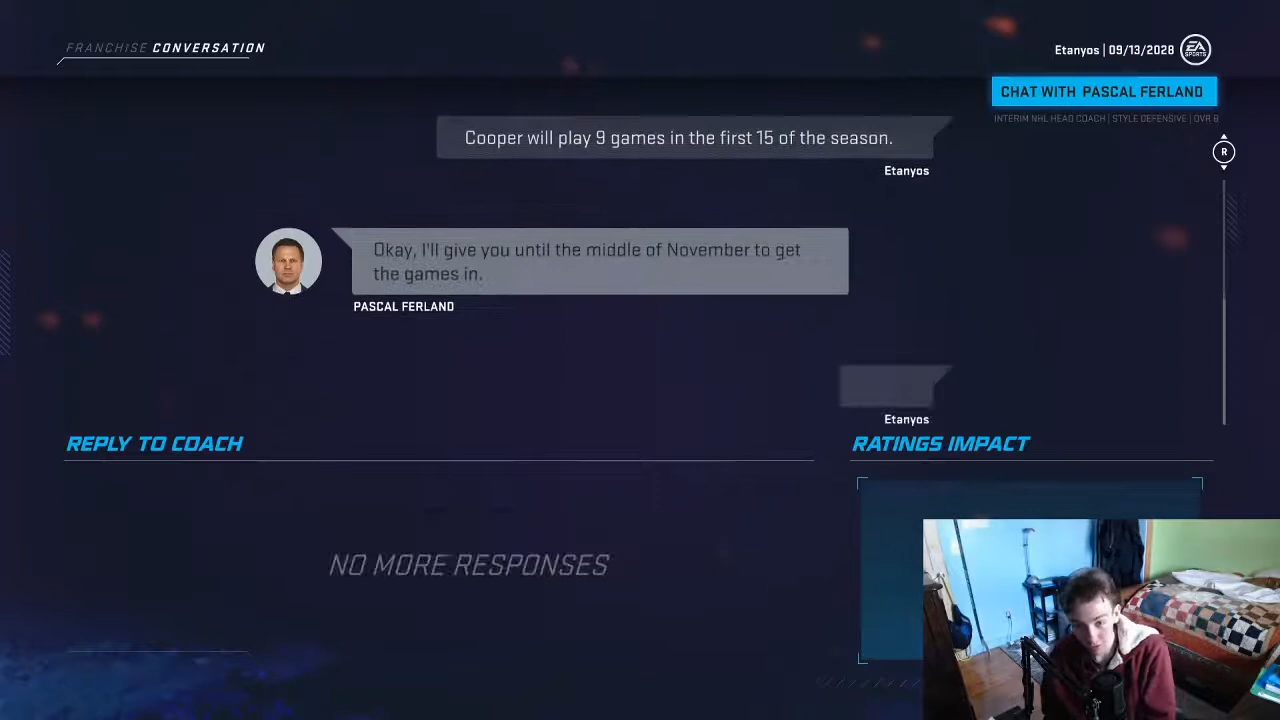 FRANCHISE CONVERSATION
Etanyos | 09/13/2028
EA SPORTS
CHAT WITH PASCAL FERLAND
INTERIM NHL HEAD COACH | STYLE DEFENSIVE | OVR B
Cooper will play 9 games in the first 15 of the season.
R
Etanyos
Okay, I'll give you until the middle of November to get
the games in.
PASCAL FERLAND
Etanyos
REPLY TO COACH
RATINGS IMPACT
NO MORE RESPONSES